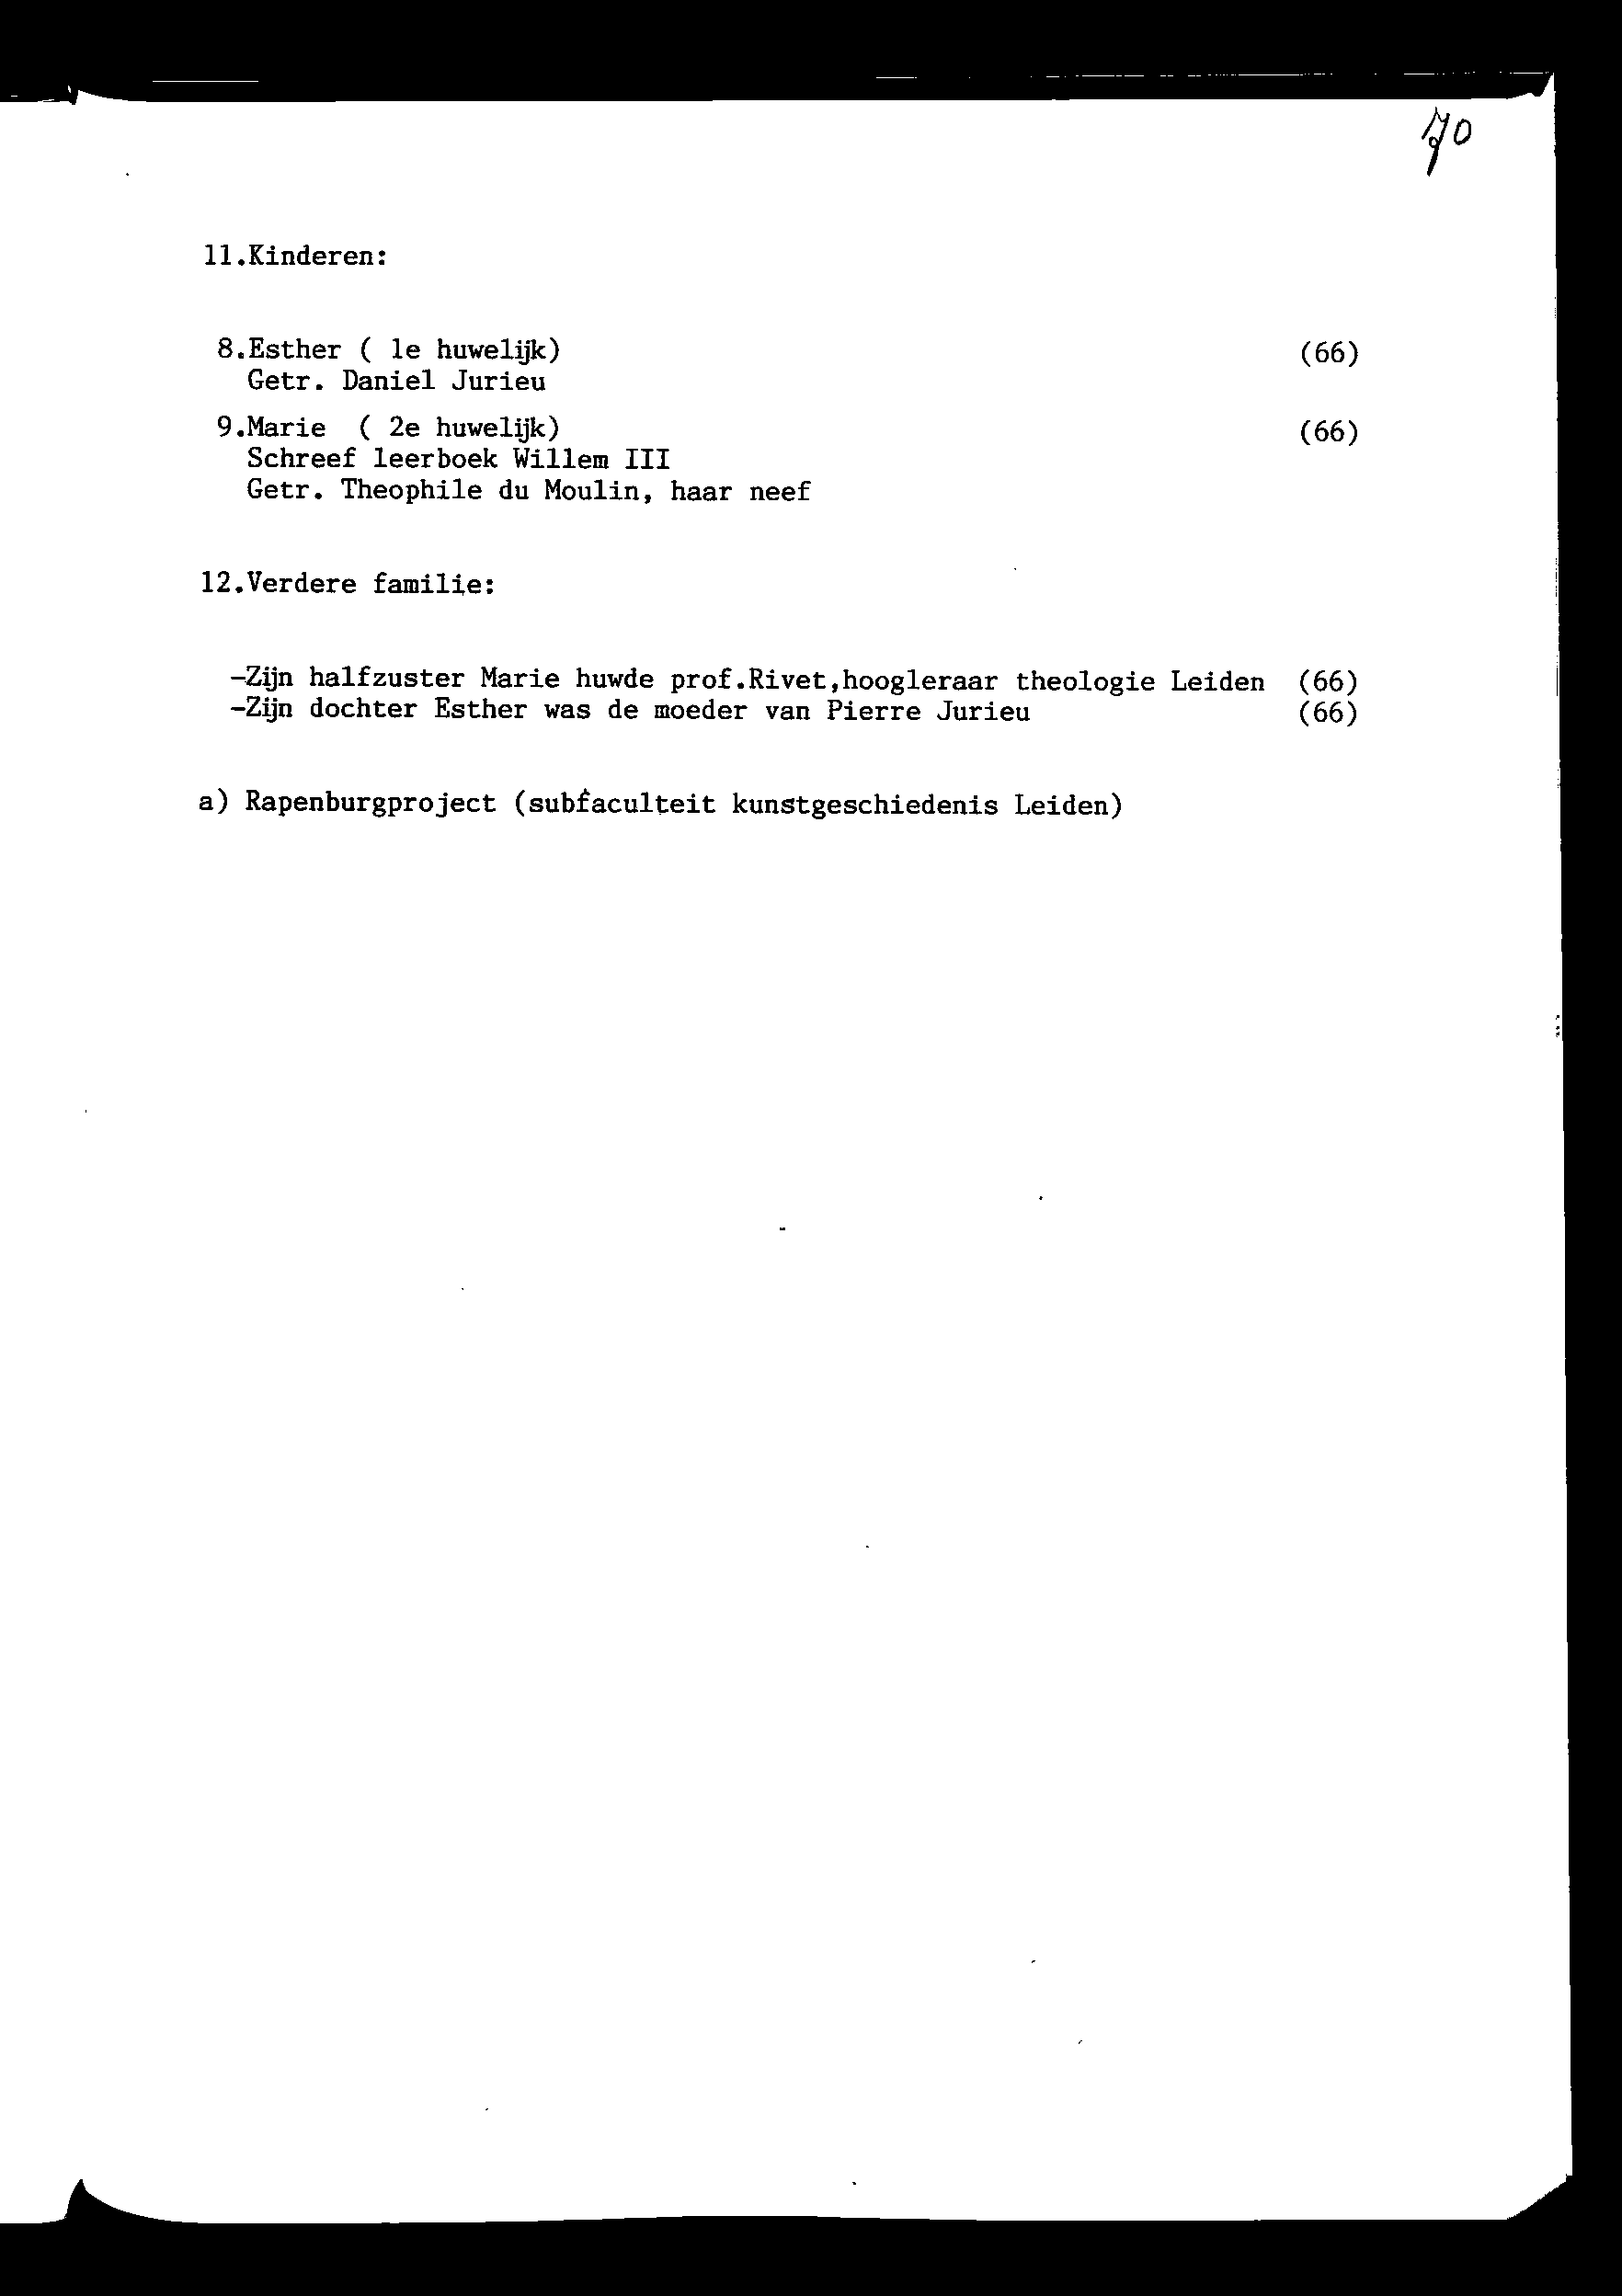 70
11.Kinderen:
8.Esther ( 1e huwelijk) (66)
Getr. Daniel Jurieu
9.Marie ( 2e huwelijk) (66)
Schreef leerboek Willem III
Getr. Theophile du Moulin, haar neef
12.Verdere familie:
-Zijn halfzuster Marie huwde prof.Rivet,hoogleraar theologie Leiden (66)
-Zijn dochter Esther was de moeder van Pierre Jurieu (66)
a) Rapenburgproject (subfaculteit kunstgeschiedenis Leiden)